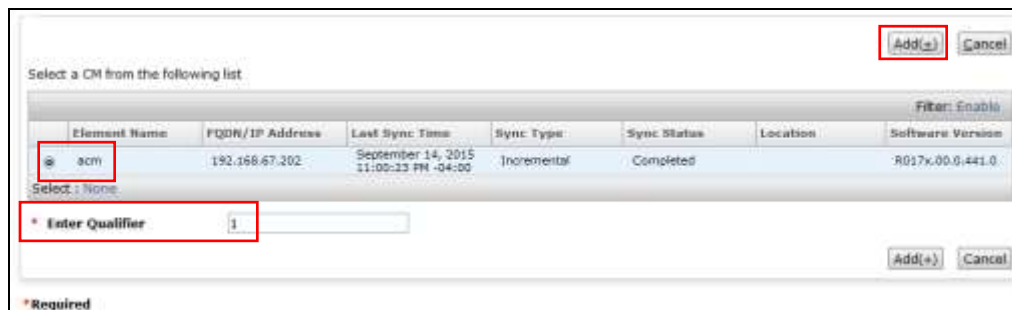 Add(+) Cancel
Select a CM from the following list
Filter: Enable
Element Name FQDN/IP Address Last Sync Time Sync Type Sync Status Location Software Version
acm 192.168.67.202 September 14, 2015 11:00:23 PM -04:00 Incremental Completed R017x.00.0.441.0
Select : None
* Enter Qualifier 1
Add(+) Cancel
*Required